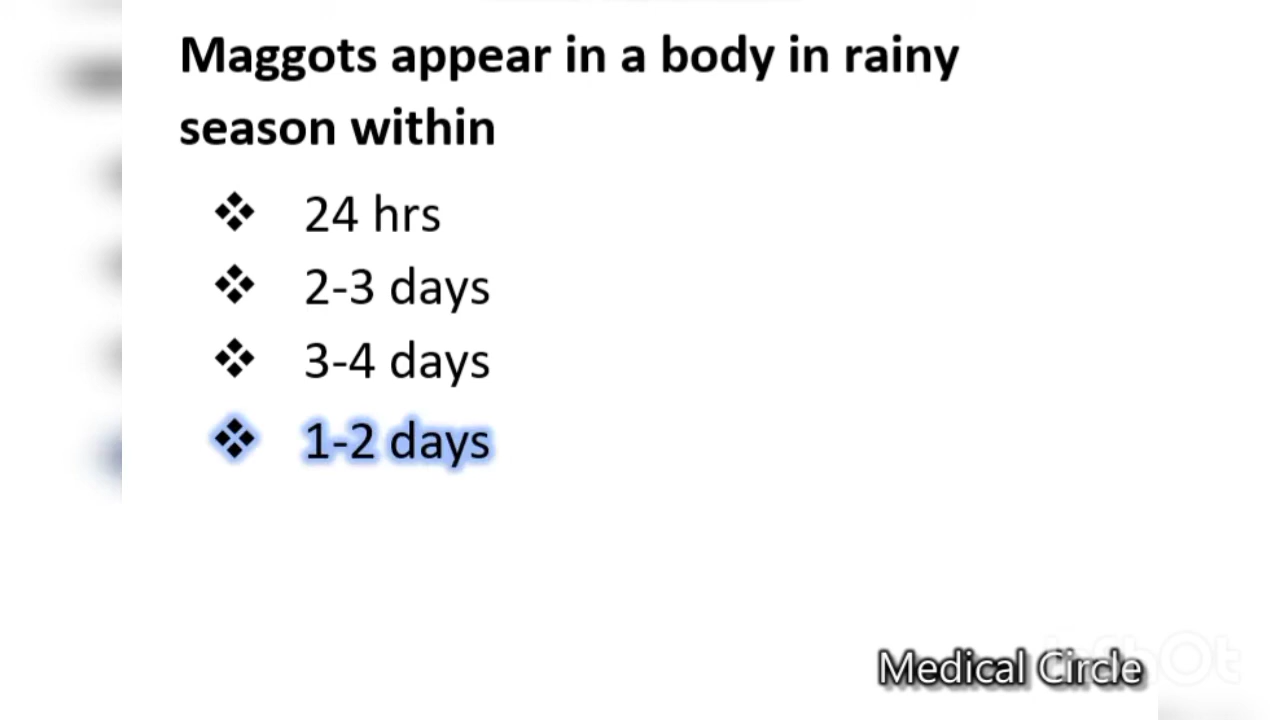 Maggots appear in a body in rainy
season within
❖ 24 hrs
❖ 2-3 days
❖ 3-4 days
❖ 1-2 days
Medical Circle